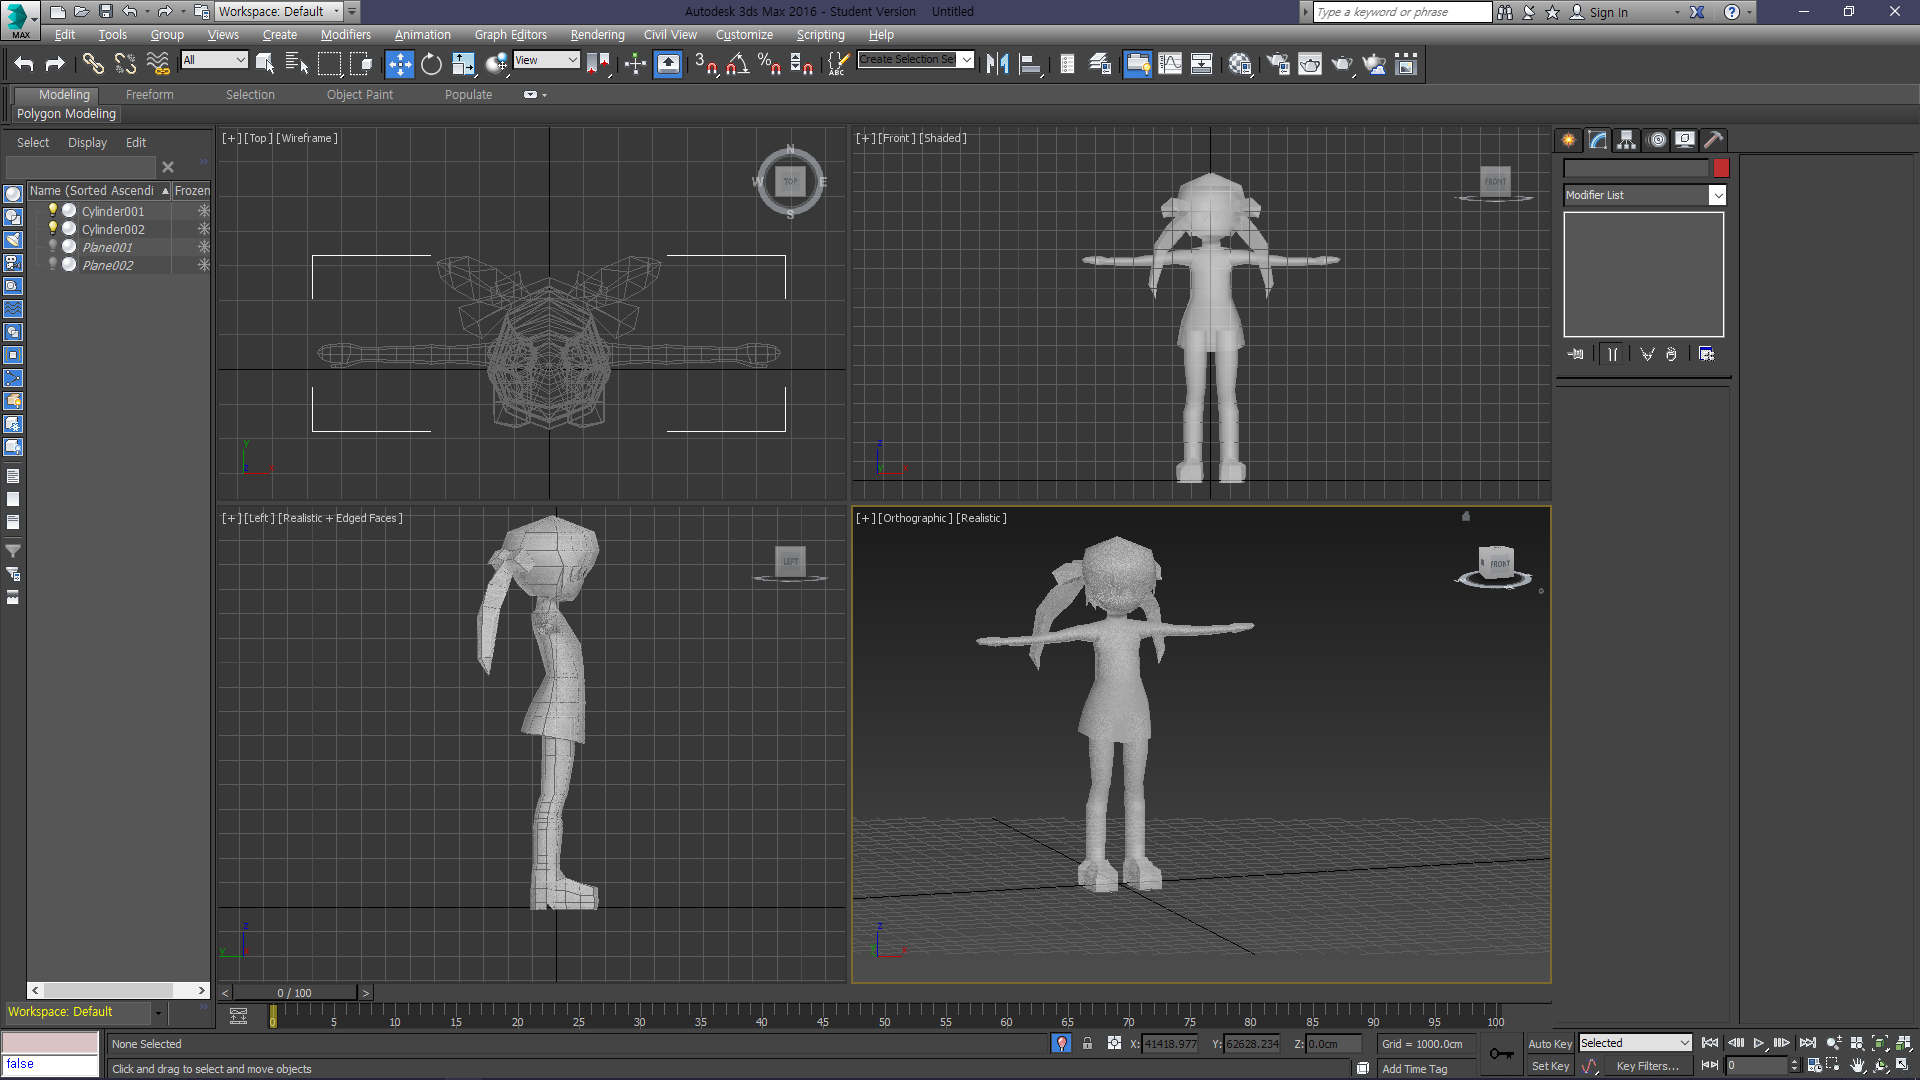 Workspace: Default
Autodesk 3ds Max 2016 - Student Version    Untitled
Type a keyword or phrase
Sign In
MAX
Edit Tools Group Views Create Modifiers Animation Graph Editors Rendering Civil View Customize Scripting Help
All
View
3
ABC
Create Selection Se
Modeling Freeform Selection Object Paint Populate
Polygon Modeling
Select Display Edit
Name (Sorted Ascendi
Frozen
Cylinder001
Cylinder002
Plane001
Plane002
[+] [Top] [Wireframe]
N
W TOP E
S
y
z x
[+] [Front] [Shaded]
FRONT
z
y x
[+] [Left] [Realistic + Edged Faces]
LEFT
z
y
[+] [Orthographic] [Realistic]
FRONT
z
Modifier List
< 0 / 100 >
Workspace: Default
0 5 10 15 20 25 30 35 40 45 50 55 60 65 70 75 80 85 90 95 100
None Selected
X: 41418.977
Y: 62628.234
Z: 0.0cm
Grid = 1000.0cm
Auto Key
Selected
false
Click and drag to select and move objects
Add Time Tag
Set Key
Key Filters...
0